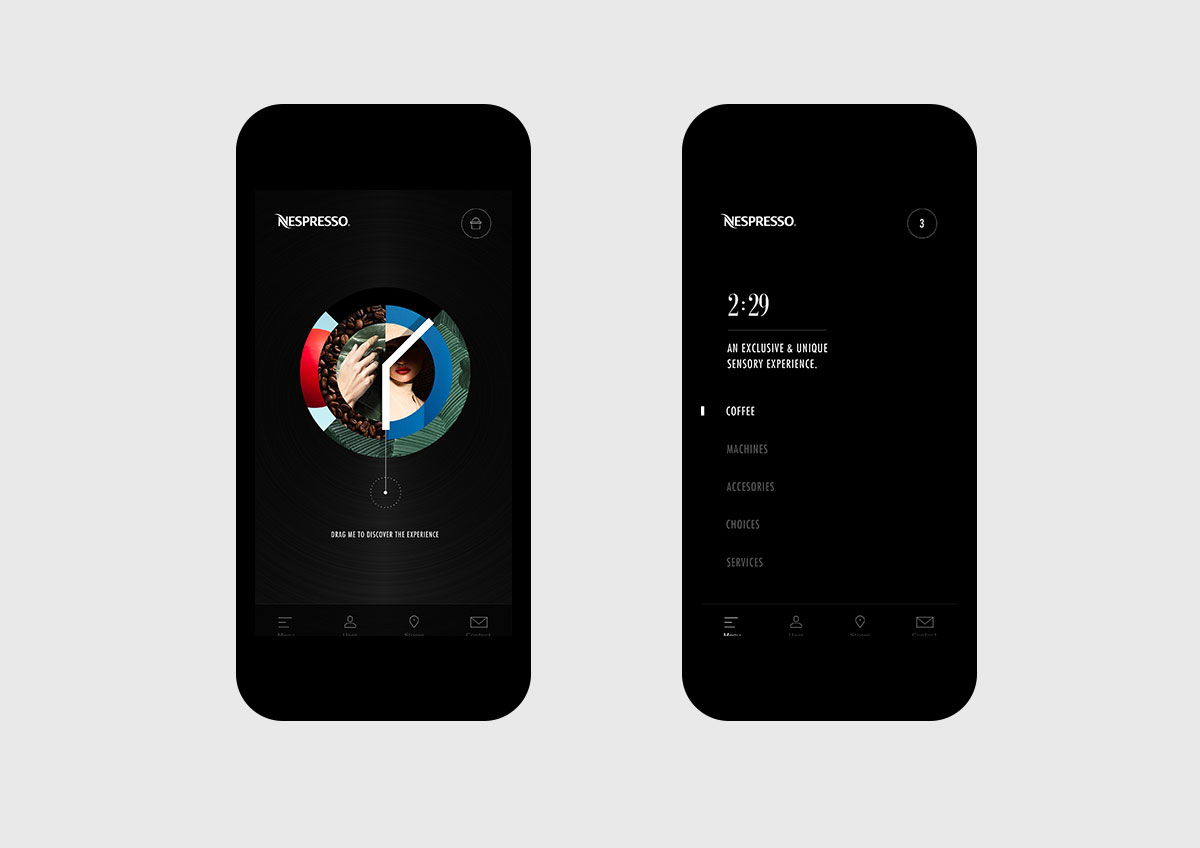 NESPRESSO
DRAG ME TO DISCOVER THE EXPERIENCE
Menu
User
Stores
Contact
NESPRESSO
3
2:29
AN EXCLUSIVE & UNIQUE
SENSORY EXPERIENCE.
COFFEE
MACHINES
ACCESORIES
CHOICES
SERVICES
Menu
User
Stores
Contact